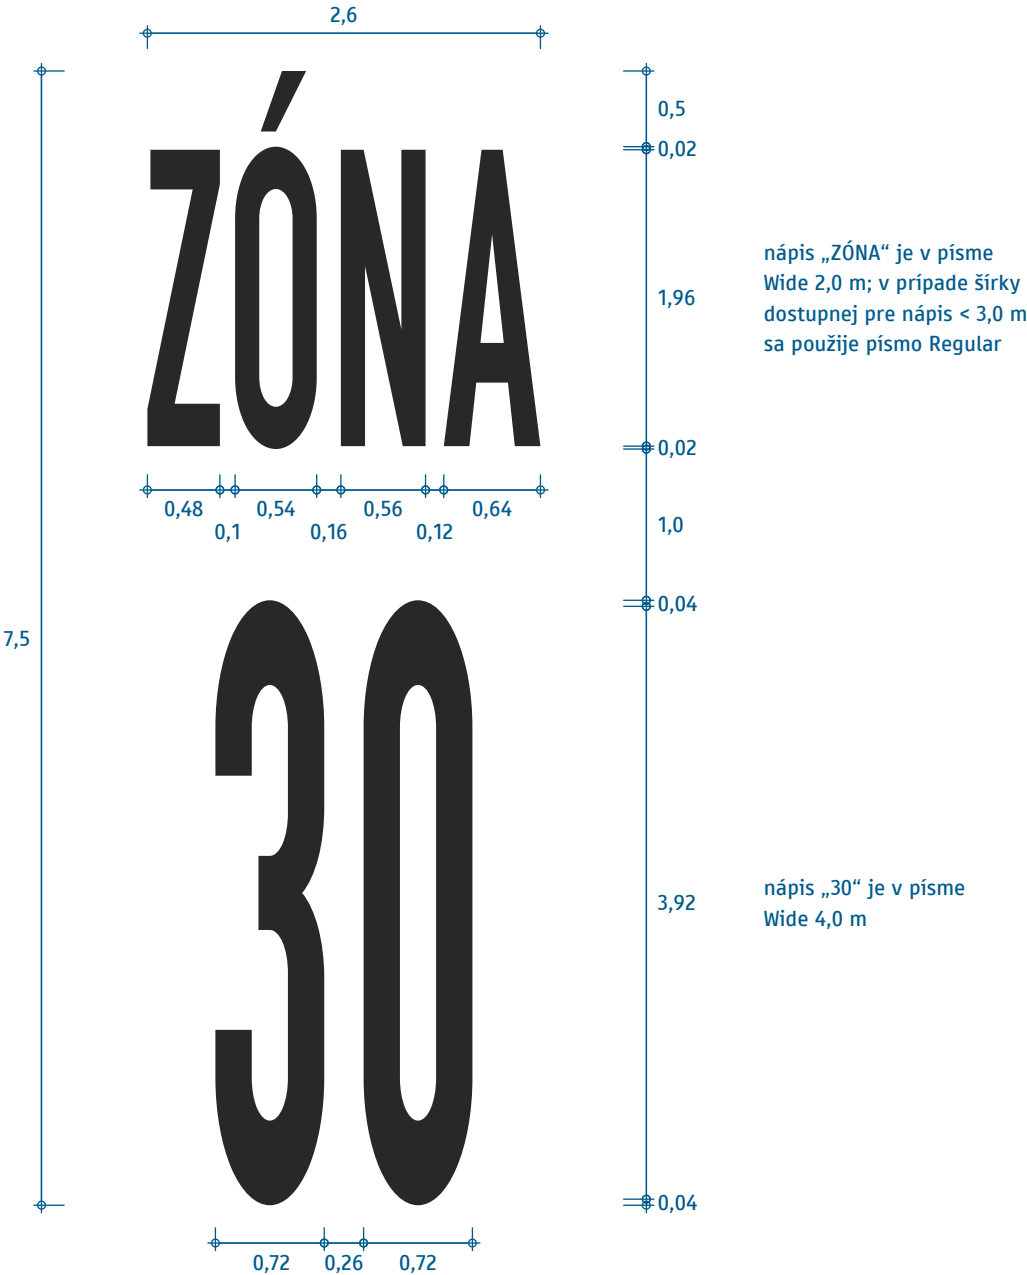 2,6
0,5
ZÓNA
0,02
nápis „ZÓNA“ je v písme
Wide 2,0 m; v prípade šírky
dostupnej pre nápis < 3,0 m
sa použije písmo Regular
1,96
0,02
0,48 0,54 0,56 0,64
0,1 0,16 0,12
1,0
0,04
7,5
30
3,92
nápis „30“ je v písme
Wide 4,0 m
0,04
0,72 0,26 0,72